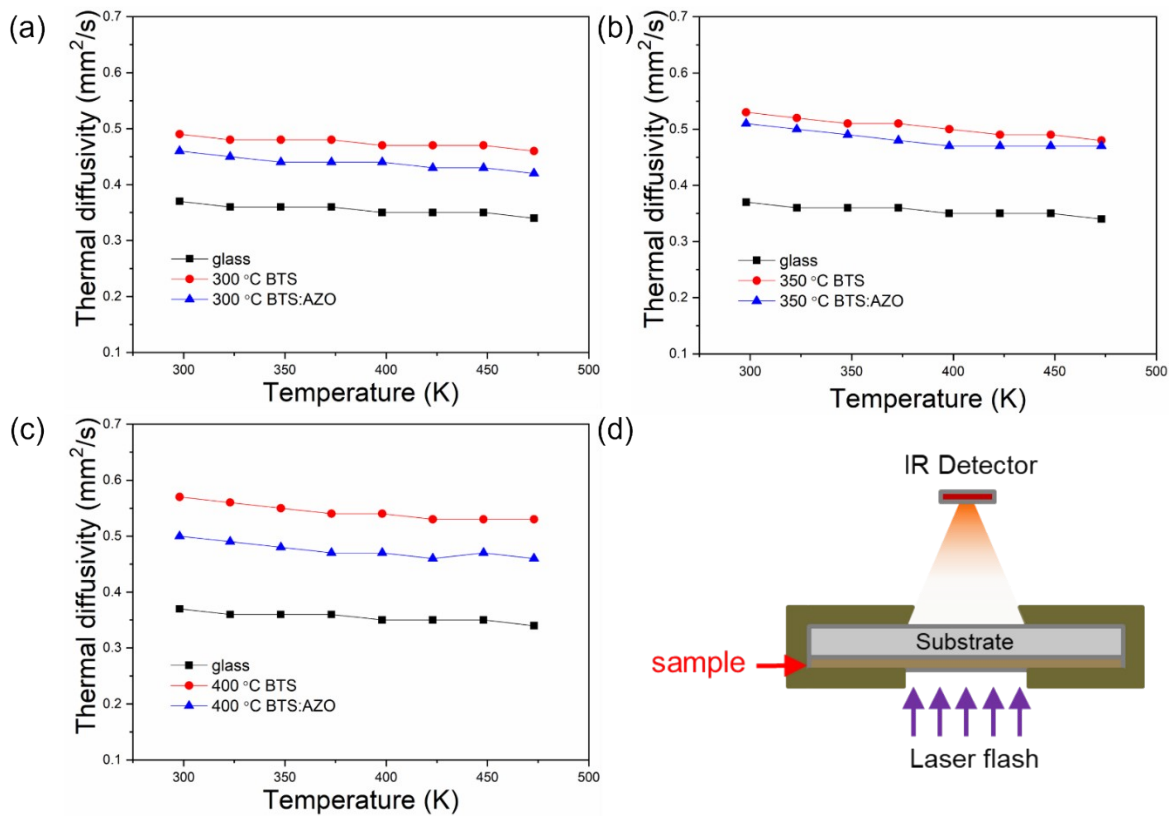 (a)
Thermal diffusivity (mm²/s)
0.7
0.6
0.5
0.4
0.3
0.2
0.1
glass
300 °C BTS
300 °C BTS:AZO
300 350 400 450 500
Temperature (K)
(b)
Thermal diffusivity (mm²/s)
0.7
0.6
0.5
0.4
0.3
0.2
0.1
glass
350 °C BTS
350 °C BTS:AZO
300 350 400 450 500
Temperature (K)
(c)
Thermal diffusivity (mm²/s)
0.7
0.6
0.5
0.4
0.3
0.2
0.1
glass
400 °C BTS
400 °C BTS:AZO
300 350 400 450 500
Temperature (K)
(d)
IR Detector
Substrate
sample
Laser flash